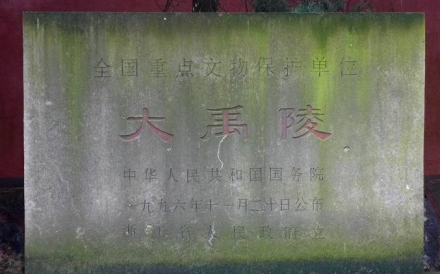 全国重点文物保护单位
大禹陵
中华人民共和国国务院
一九九六年十一月二十日公布
浙江省人民政府立